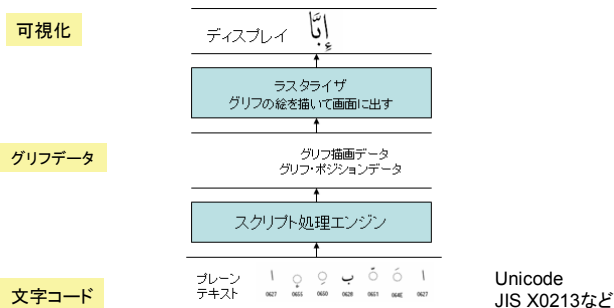 可視化
ディスプレイ إبًّا
ラスタライザ
グリフの絵を描いて画面に出す
グリフデータ
グリフ描画データ
グリフ・ポジションデータ
スクリプト処理エンジン
文字コード
プレーン
テキスト
ا ٕ ِ ب ّ َ ا
0627 0655 0650 0628 0651 064E 0627
Unicode
JIS X0213など